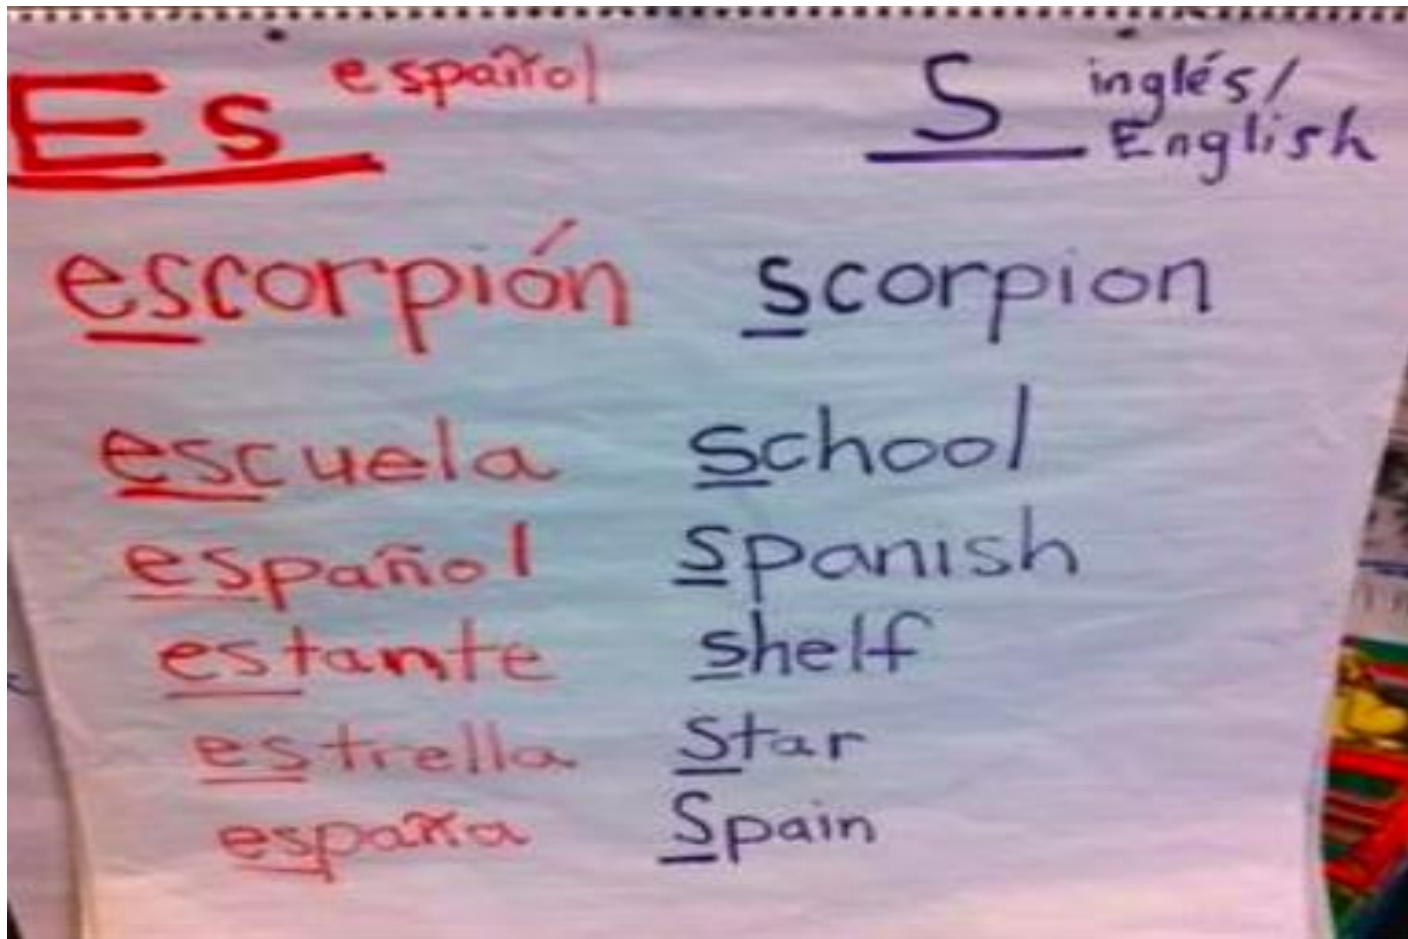 Es español S inglés/
English
escorpión scorpion
escuela school
español Spanish
estante shelf
estrella Star
españa Spain